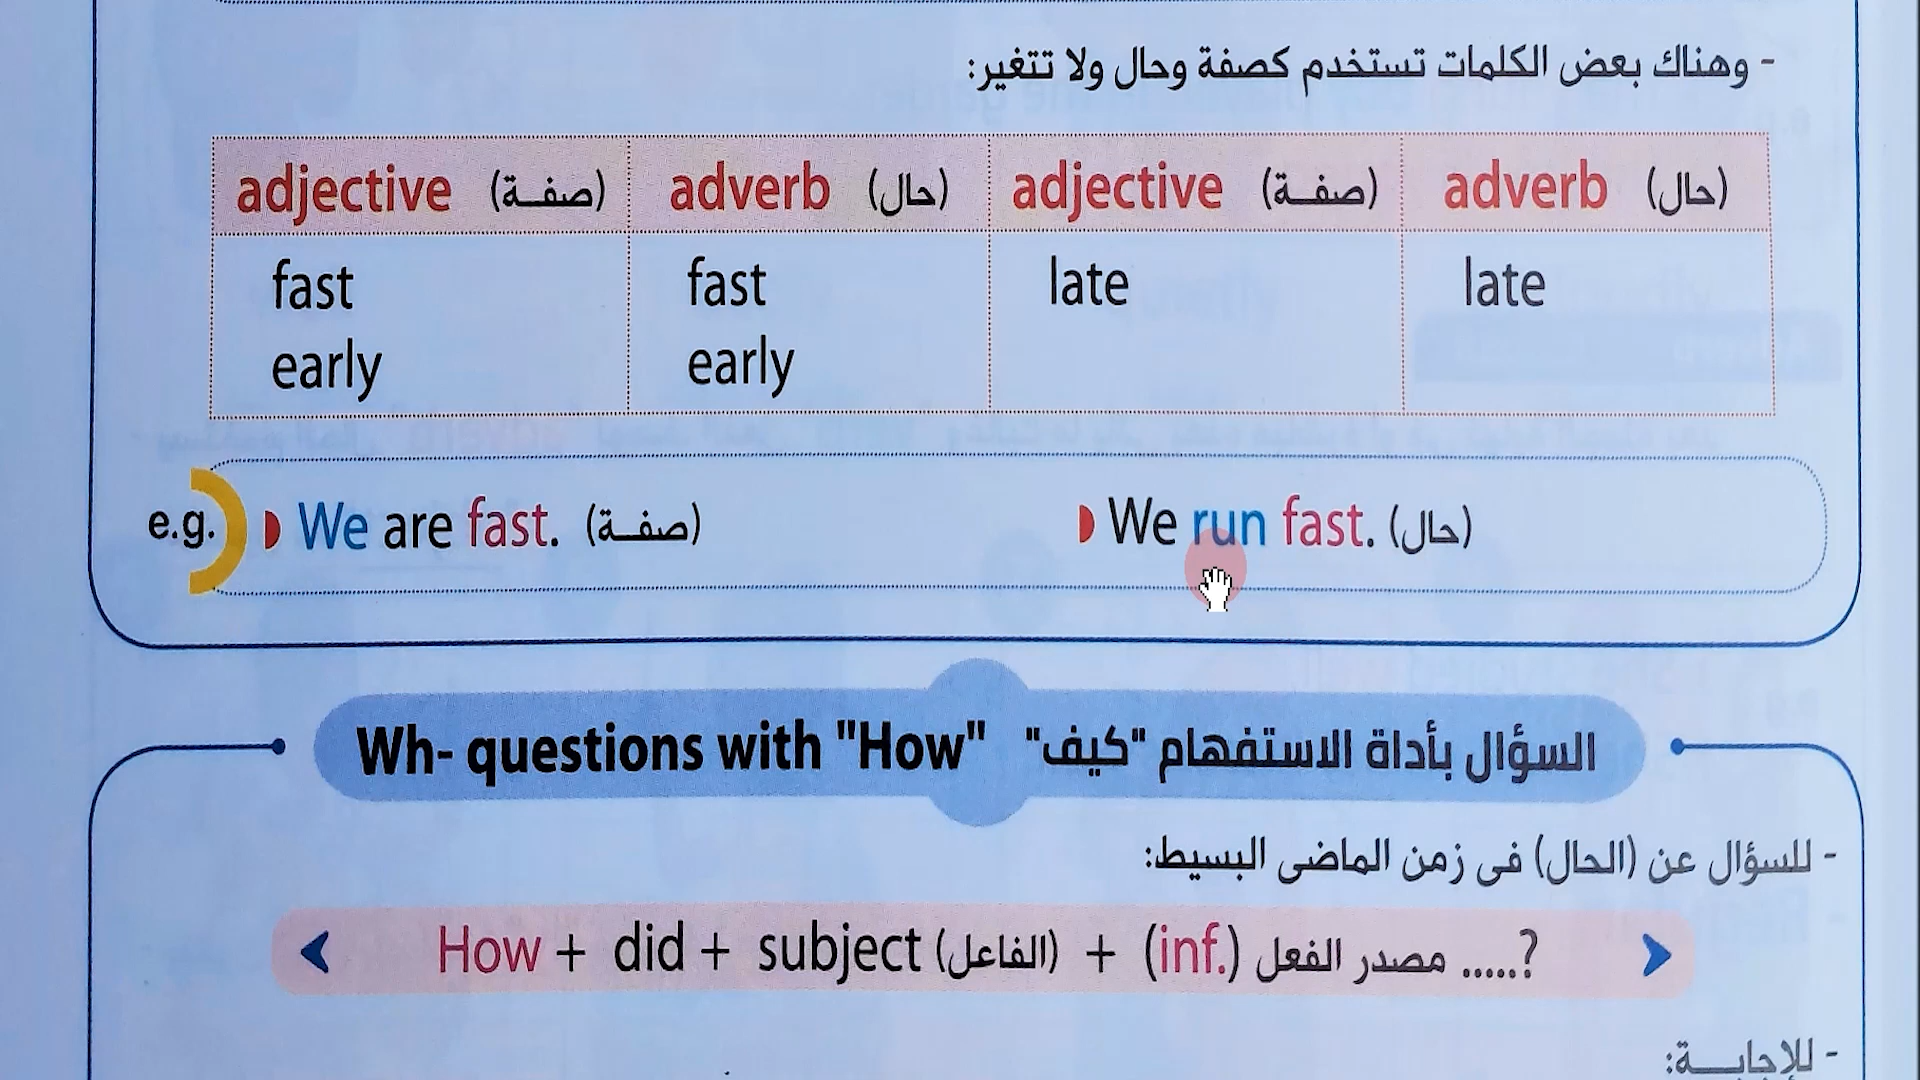 - وهناك بعض الكلمات تستخدم كصفة وحال ولا تتغير:
adjective (صفة) adverb (حال) adjective (صفة) adverb (حال)
fast fast late late
early early
e.g. We are fast. (صفة) We run fast. (حال)
Wh- questions with "How" السؤال بأداة الاستفهام "كيف"
- للسؤال عن (الحال) فى زمن الماضى البسيط:
How + did + subject (الفاعل) + (inf.) مصدر الفعل .....?
- للإجابة: